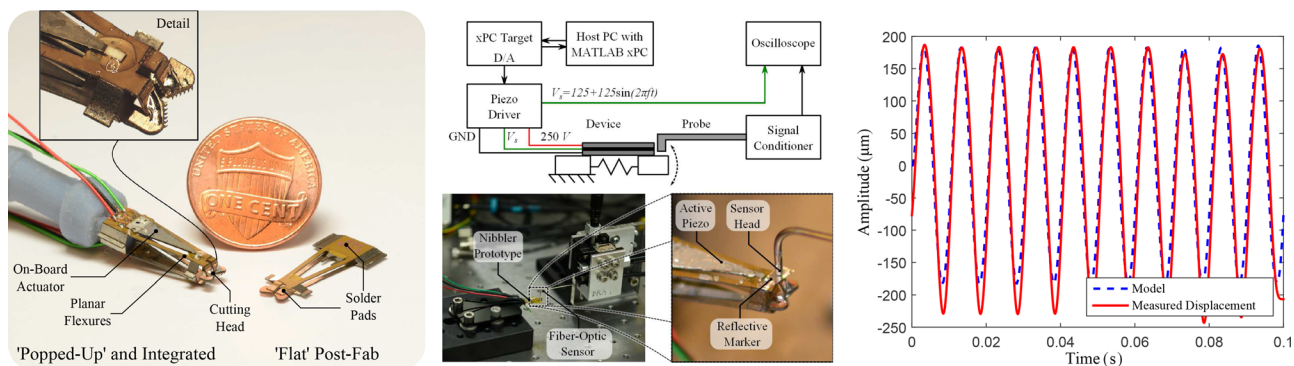 Detail
UNITED STATES OF AMERICA
E PLURIBUS UNUM
ONE CENT
On-Board
Actuator
Planar
Flexures
Cutting
Head
Solder
Pads
'Popped-Up' and Integrated
'Flat' Post-Fab
xPC Target
D/A
Host PC with
MATLAB xPC
Oscilloscope
Vs=125+125sin(2πft)
Piezo
Driver
GND
Vs
250 V
Device
Probe
Signal
Conditioner
Nibbler
Prototype
Fiber-Optic
Sensor
Active
Piezo
Sensor
Head
Reflective
Marker
200
150
100
50
0
-50
-100
-150
-200
-250
Amplitude (μm)
Model
Measured Displacement
0
0.02
0.04
0.06
0.08
0.1
Time (s)